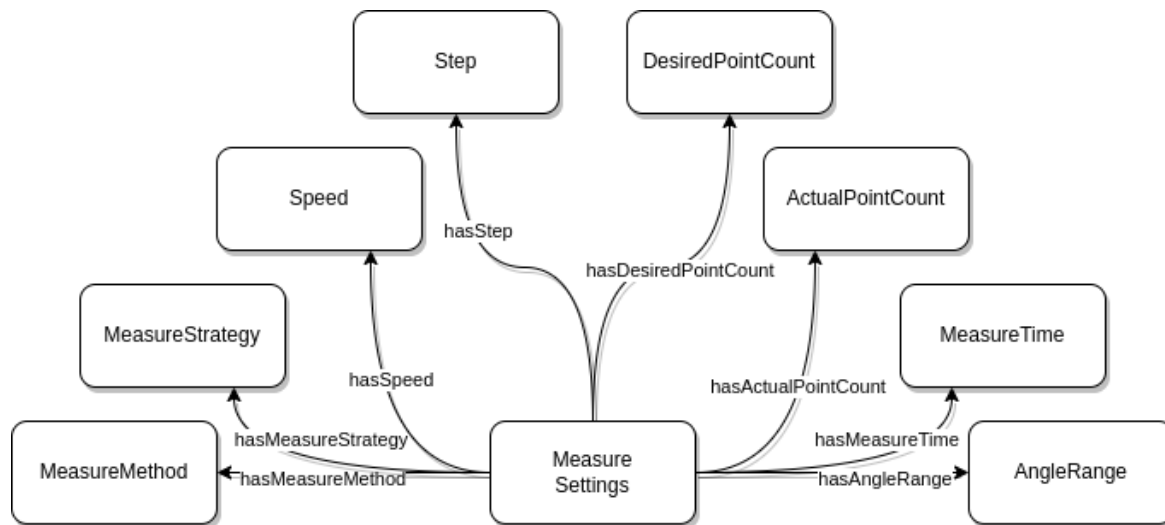 Step
DesiredPointCount
Speed
ActualPointCount
hasStep
hasDesiredPointCount
MeasureStrategy
MeasureTime
hasSpeed
hasActualPointCount
hasMeasureStrategy
hasMeasureTime
MeasureMethod
hasMeasureMethod
Measure
Settings
hasAngleRange
AngleRange